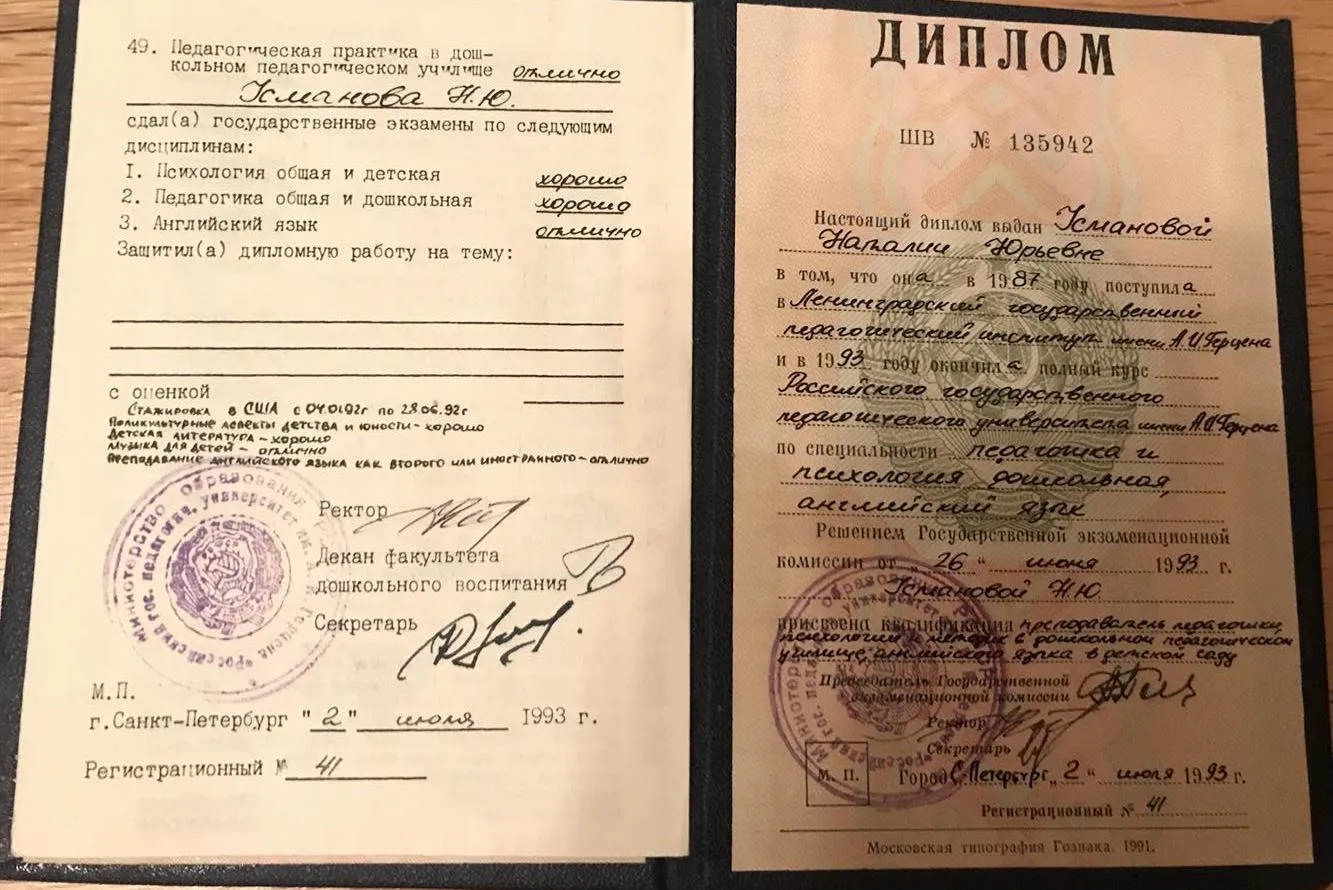 49. Педагогическая практика в дош-
кольном педагогическом училище отлично
Усманова Н.Ю.
сдал(а) государственные экзамены по следующим
дисциплинам:
1. Психология общая и детская хорошо
2. Педагогика общая и дошкольная хорошо
3. Английский язык отлично
Защитил(а) дипломную работу на тему:
с оценкой
Стажировка в США с 04.01.92г по 28.06.92г
Поликультурные аспекты детства и юности - хорошо
Детская литература - хорошо
Музыка для детей - отлично
Преподавание английского языка как второго или иностранного - отлично
Ректор
Декан факультета
дошкольного воспитания
Секретарь
М.П.
г.Санкт-Петербург "2" июля 1993 г.
Регистрационный № 41
Министерство образования
ДИПЛОМ
ШВ № 135942
Настоящий диплом выдан Усмановой
Наталии Юрьевне
в том, что она в 1987 году поступила
в Ленинградский государственный
педагогический институт имени А.И.Герцена
и в 1993 году окончила полный курс
Российского государственного
педагогического университета имени А.И.Герцена
по специальности педагогика и
психология дошкольная,
английский язык
Решением Государственной экзаменационной
комиссии от "26" июня 1993 г.
Усмановой Н.Ю.
присвоена квалификация преподаватель педагогики,
психологии и методик в дошкольном педагогическом
училище, английского языка в детском саду
Председатель Государственной
экзаменационной комиссии
Ректор
Секретарь
М. П.
Город С.Петербург „2“ июля 1993 г.
Регистрационный № 41
Московская типография Гознака. 1991.